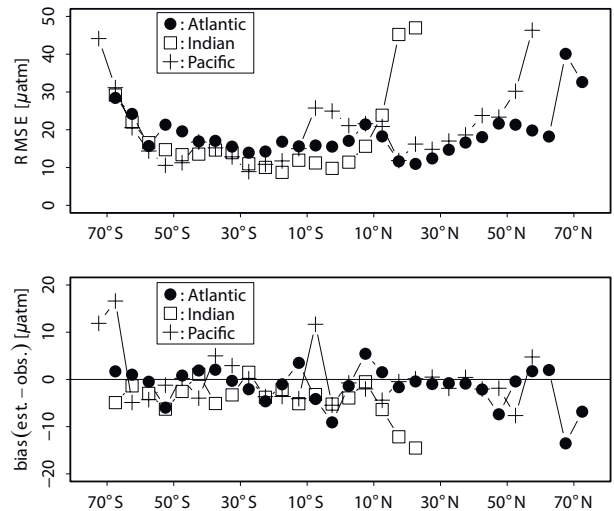 50
40
30
20
10
0
RMSE [µatm]
●: Atlantic
□: Indian
+: Pacific
70°S 50°S 30°S 10°S 10°N 30°N 50°N 70°N
20
10
0
−10
−20
bias(est.−obs.) [µatm]
●: Atlantic
□: Indian
+: Pacific
70°S 50°S 30°S 10°S 10°N 30°N 50°N 70°N